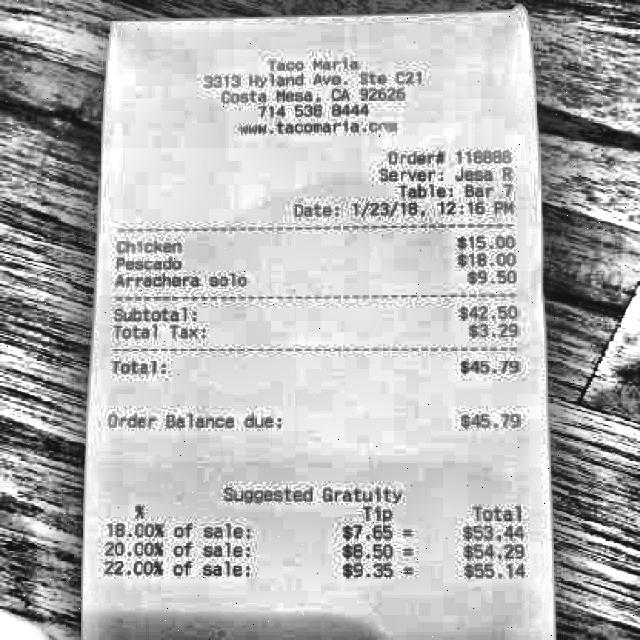 Taco Maria
3313 Hyland Ave. Ste C21
Costa Mesa, CA 92626
714 538 8444
www.tacomaria.com
Order# 118888
Server: Jesa R
Table: Bar 7
Date: 1/23/18, 12:16 PM
Chicken $15.00
Pescado $18.00
Arrachera solo $9.50
Subtotal: $42.50
Total Tax: $3.29
Total: $45.79
Order Balance due: $45.79
Suggested Gratuity
% Tip Total
18.00% of sale: $7.65 = $53.44
20.00% of sale: $8.50 = $54.29
22.00% of sale: $9.35 = $55.14